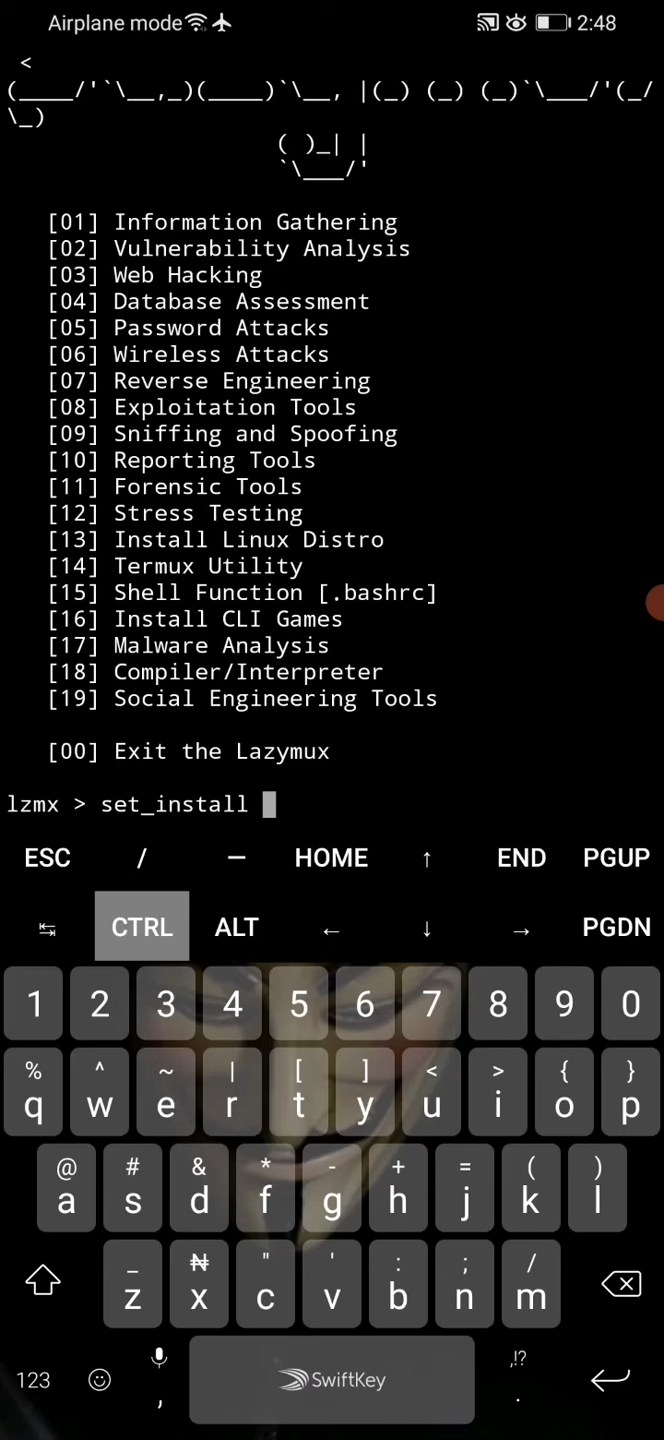 Airplane mode 2:48
<
(____/'`\__,_)(____)`\__, |(_) (_) (_)`\___/'(_/
\_)
( )_| |
`\___/'
[01] Information Gathering
[02] Vulnerability Analysis
[03] Web Hacking
[04] Database Assessment
[05] Password Attacks
[06] Wireless Attacks
[07] Reverse Engineering
[08] Exploitation Tools
[09] Sniffing and Spoofing
[10] Reporting Tools
[11] Forensic Tools
[12] Stress Testing
[13] Install Linux Distro
[14] Termux Utility
[15] Shell Function [.bashrc]
[16] Install CLI Games
[17] Malware Analysis
[18] Compiler/Interpreter
[19] Social Engineering Tools
[00] Exit the Lazymux
lzmx > set_install
ESC / — HOME ↑ END PGUP
↹ CTRL ALT ← ↓ → PGDN
1 2 3 4 5 6 7 8 9 0
% ^ ~ | [ ] < > { }
q w e r t y u i o p
@ # & * - + = ( )
a s d f g h j k l
_ ₦ " ' : ; /
z x c v b n m
,!?
123 , SwiftKey .